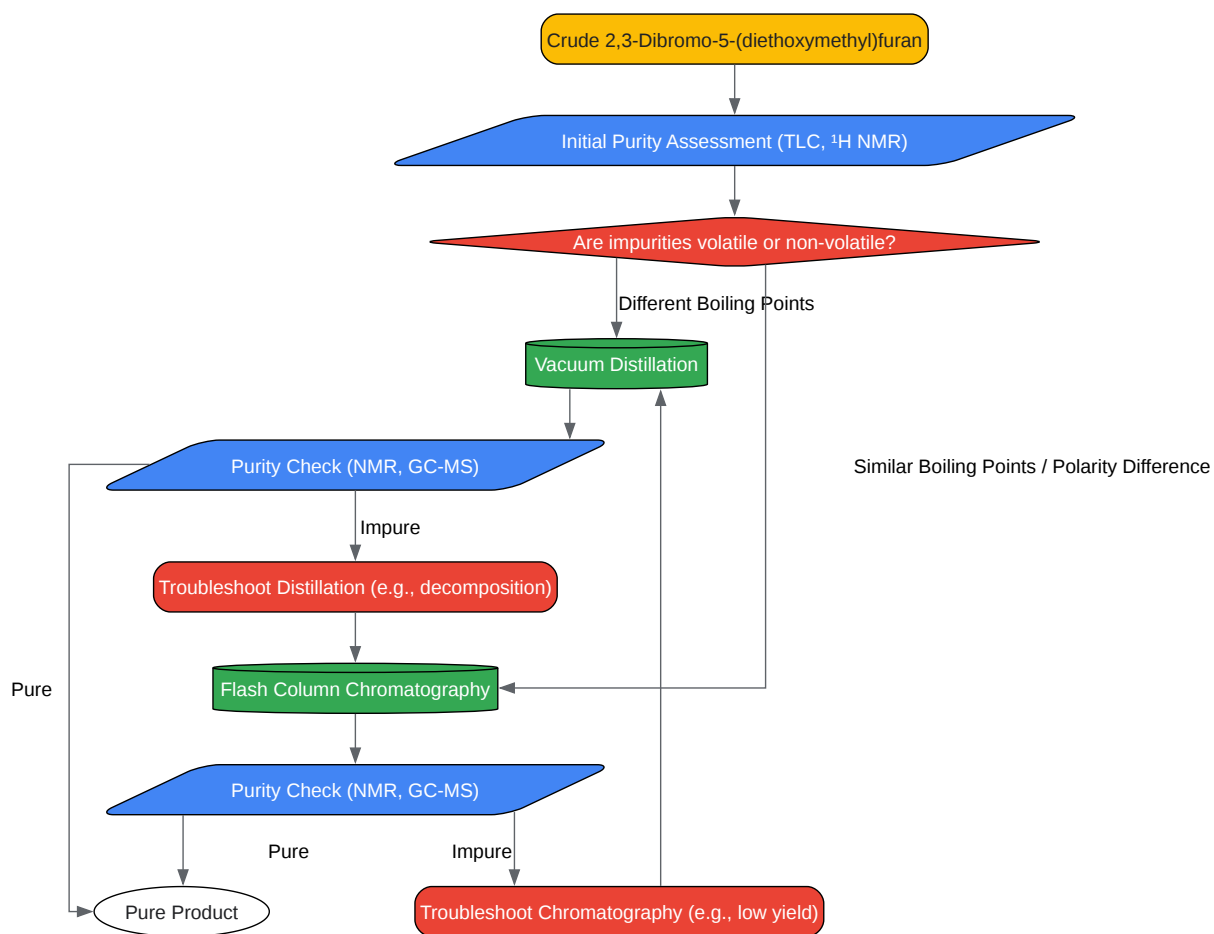 Crude 2,3-Dibromo-5-(diethoxymethyl)furan
Initial Purity Assessment (TLC, ¹H NMR)
Are impurities volatile or non-volatile?
Different Boiling Points
Vacuum Distillation
Purity Check (NMR, GC-MS)
Similar Boiling Points / Polarity Difference
Impure
Troubleshoot Distillation (e.g., decomposition)
Flash Column Chromatography
Pure
Purity Check (NMR, GC-MS)
Pure
Impure
Pure Product
Troubleshoot Chromatography (e.g., low yield)